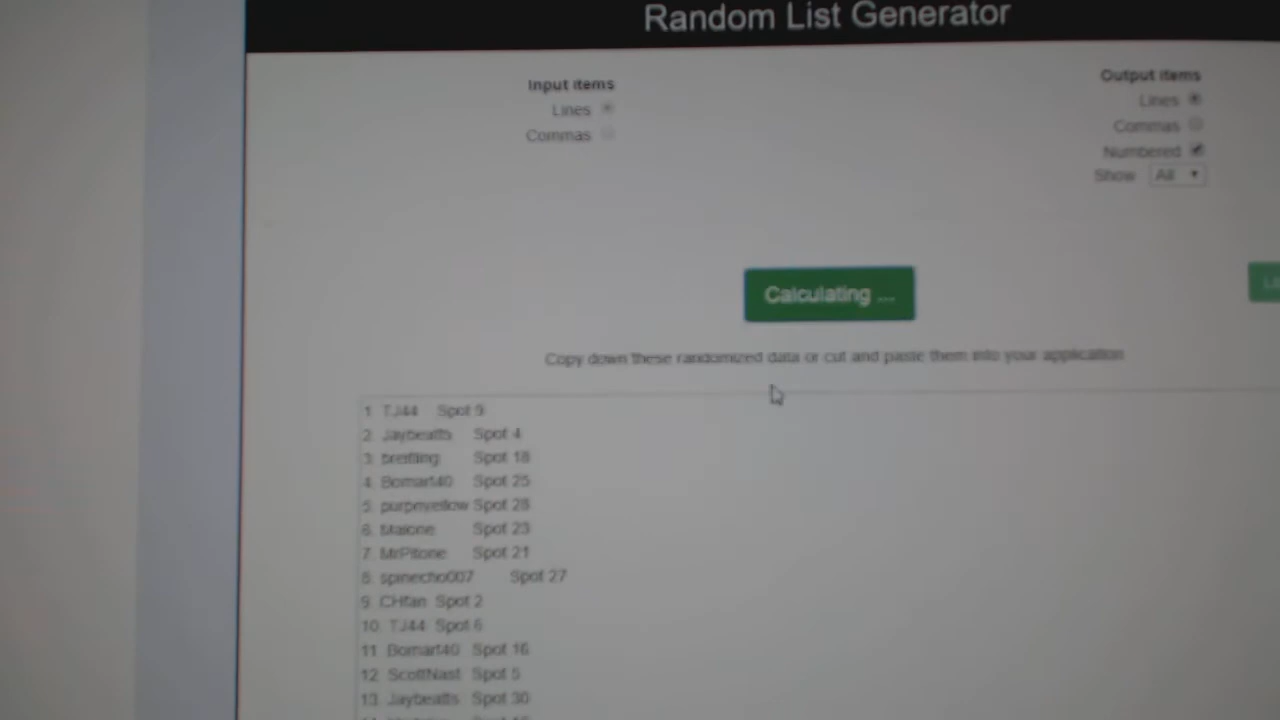 Random List Generator
Input items
Lines
Commas
Output items
Lines
Commas
Numbered
Show All
Calculating ...
Copy down these randomized data or cut and paste them into your application
1. TJ44 Spot 9
2. Jaybeatts Spot 4
3. breitling Spot 18
4. Bomart40 Spot 25
5. Spot 28
6. Malone Spot 23
7. MrPitone Spot 21
8. spinecho007 Spot 27
9. CHfan Spot 2
10. TJ44 Spot 6
11. Bomart40 Spot 16
12. ScottNast Spot 5
13. Jaybeatts Spot 30